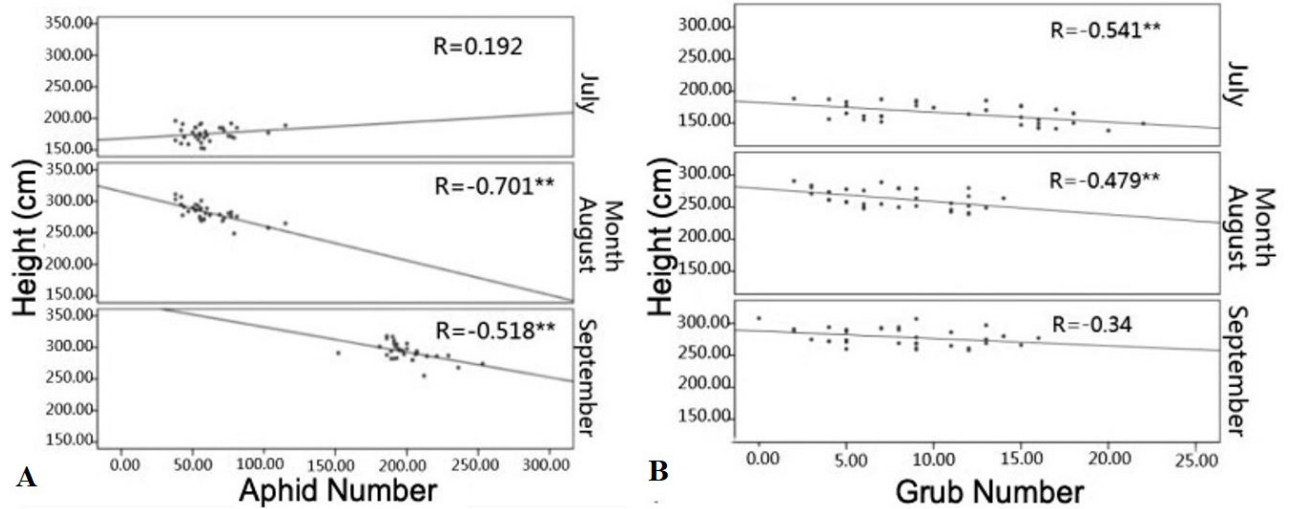 350.00
300.00
250.00
200.00
150.00
R=0.192
July
350.00
300.00
250.00
200.00
150.00
R=-0.701**
August
Month
350.00
300.00
250.00
200.00
150.00
R=-0.518**
September
Height (cm)
0.00 50.00 100.00 150.00 200.00 250.00 300.00
Aphid Number
A
300.00
250.00
200.00
150.00
R=-0.541**
July
300.00
250.00
200.00
150.00
R=-0.479**
August
Month
300.00
250.00
200.00
150.00
R=-0.34
September
Height (cm)
0.00 5.00 10.00 15.00 20.00 25.00
Grub Number
B